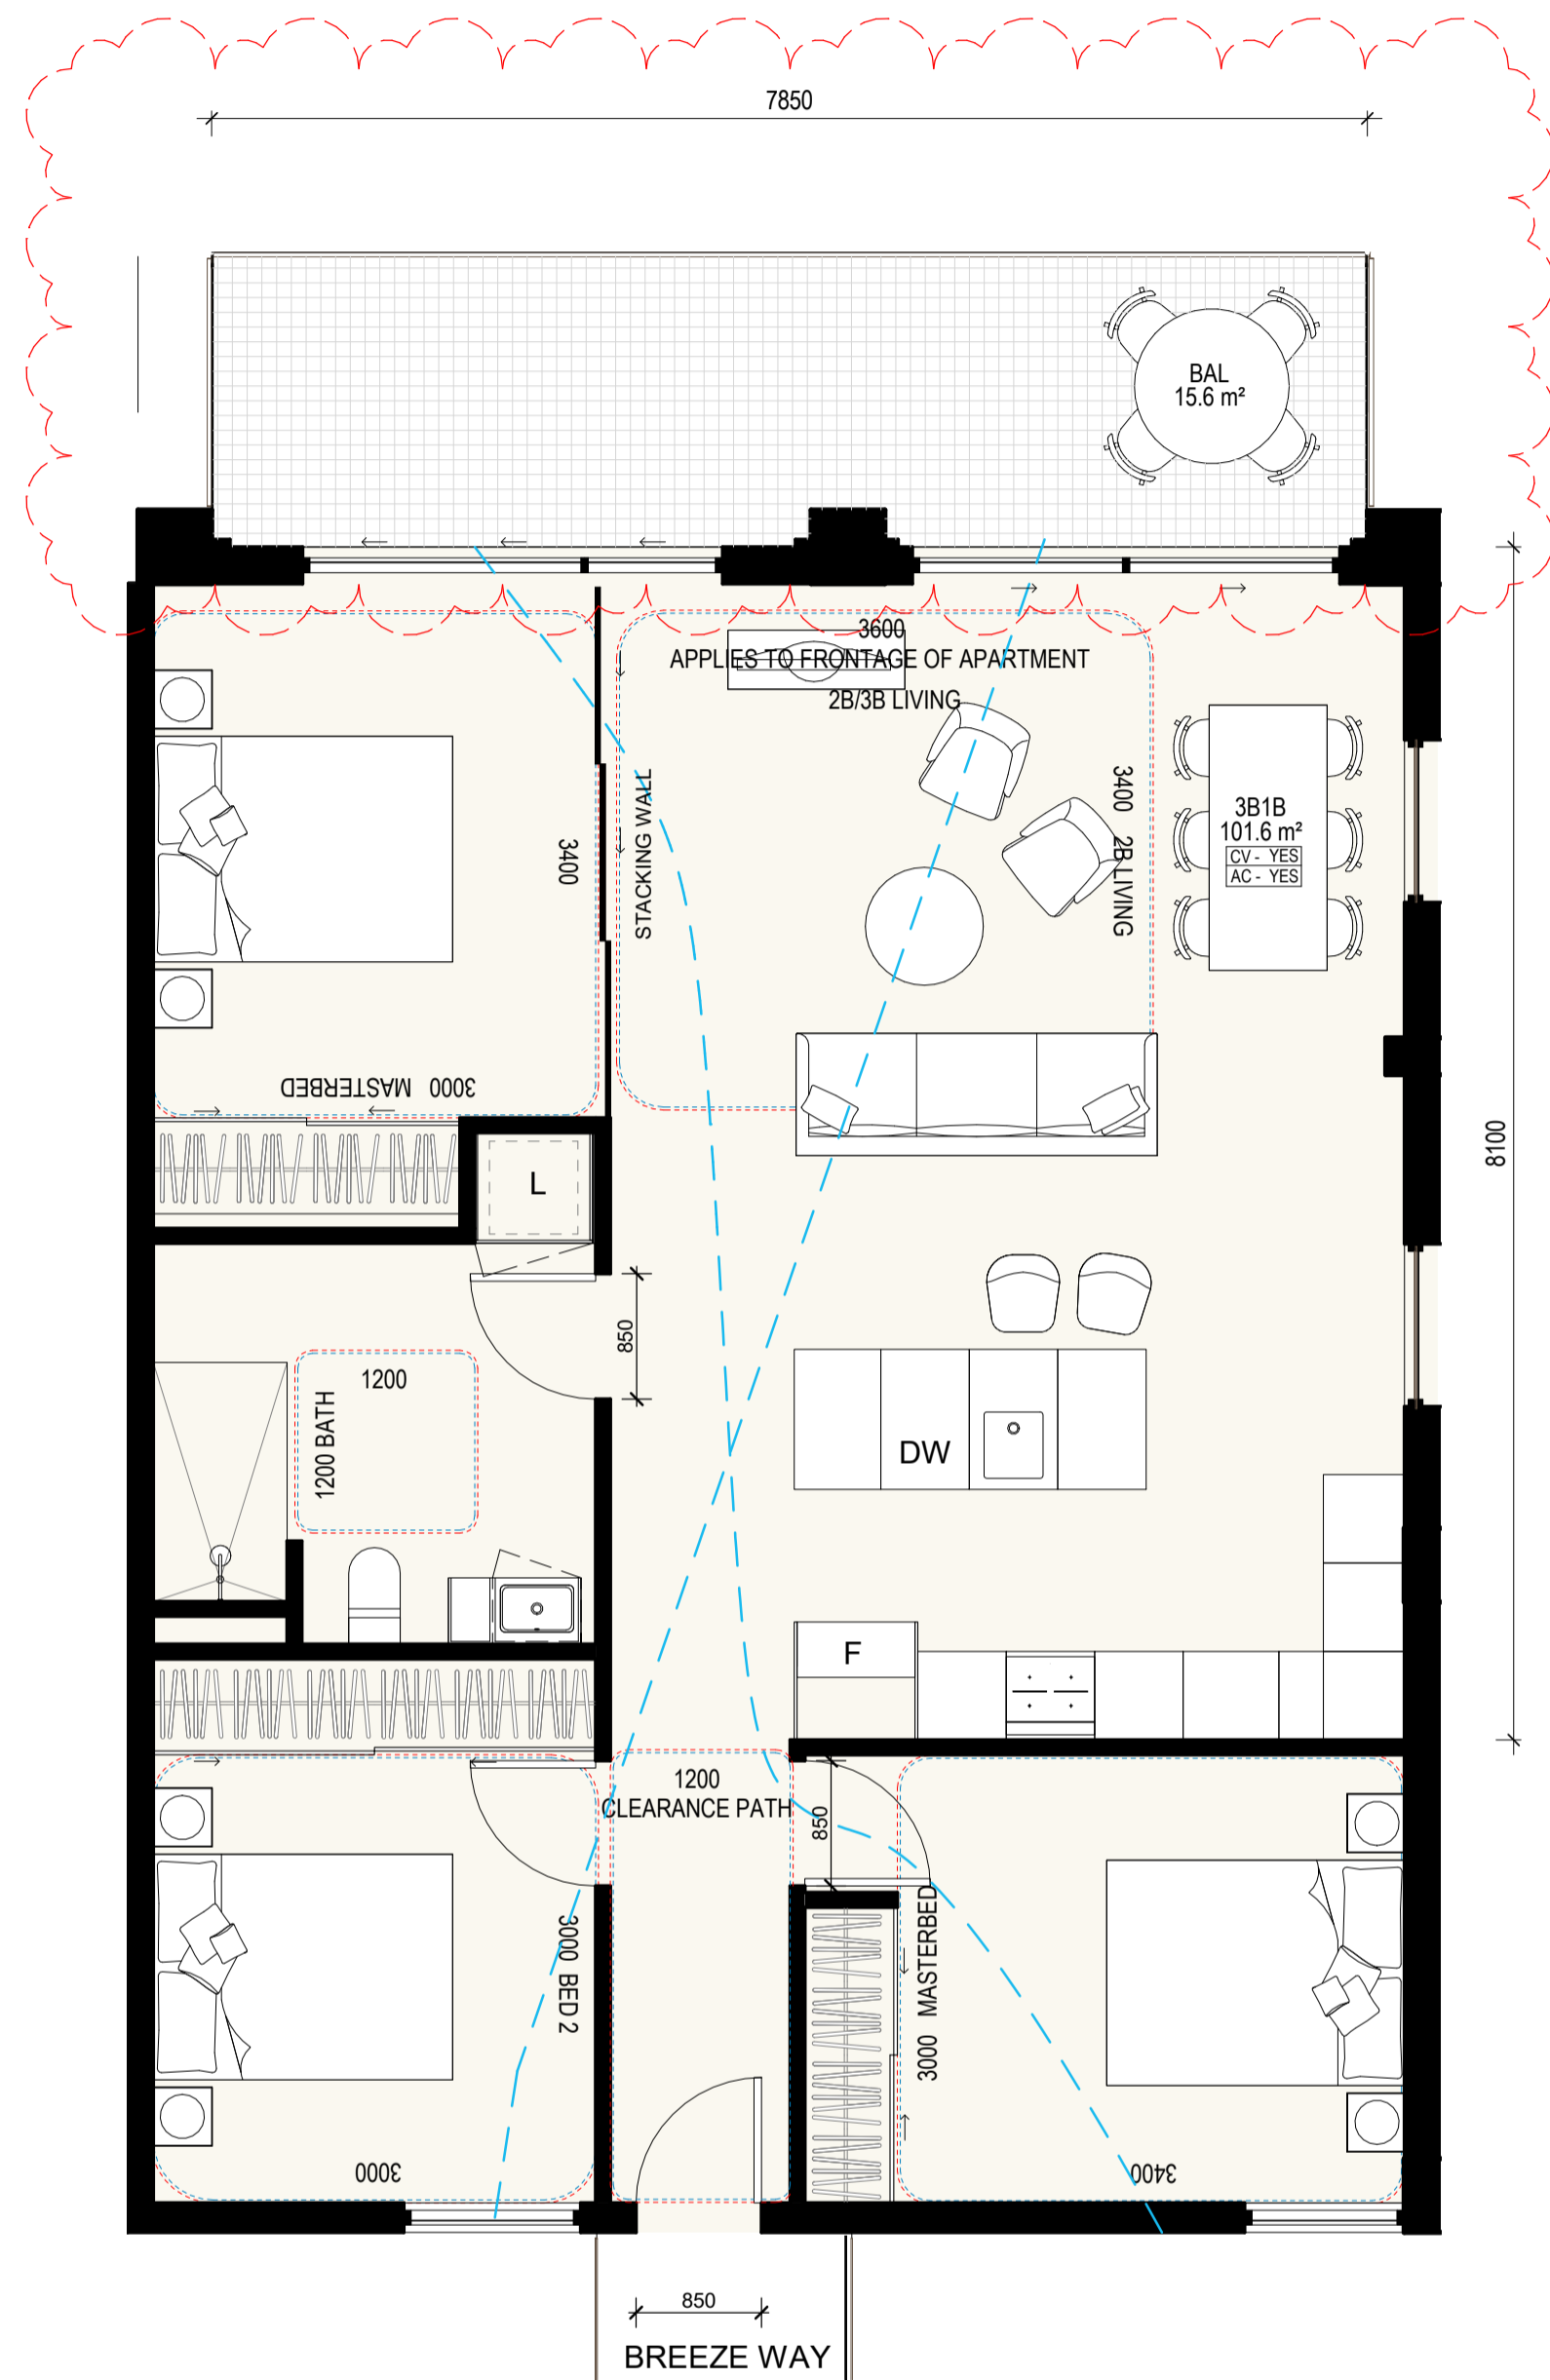 7850
BAL
15.6 m²
3600
APPLIES TO FRONTAGE OF APARTMENT
2B/3B LIVING
STACKING WALL
3400
3400 2B LIVING
3B1B
101.6 m²
CV - YES
AC - YES
3000 MASTERBED
8100
L
850
1200
1200 BATH
DW
F
1200
CLEARANCE PATH
850
3000 BED 2
3000 MASTERBED
3000
3400
850
BREEZE WAY